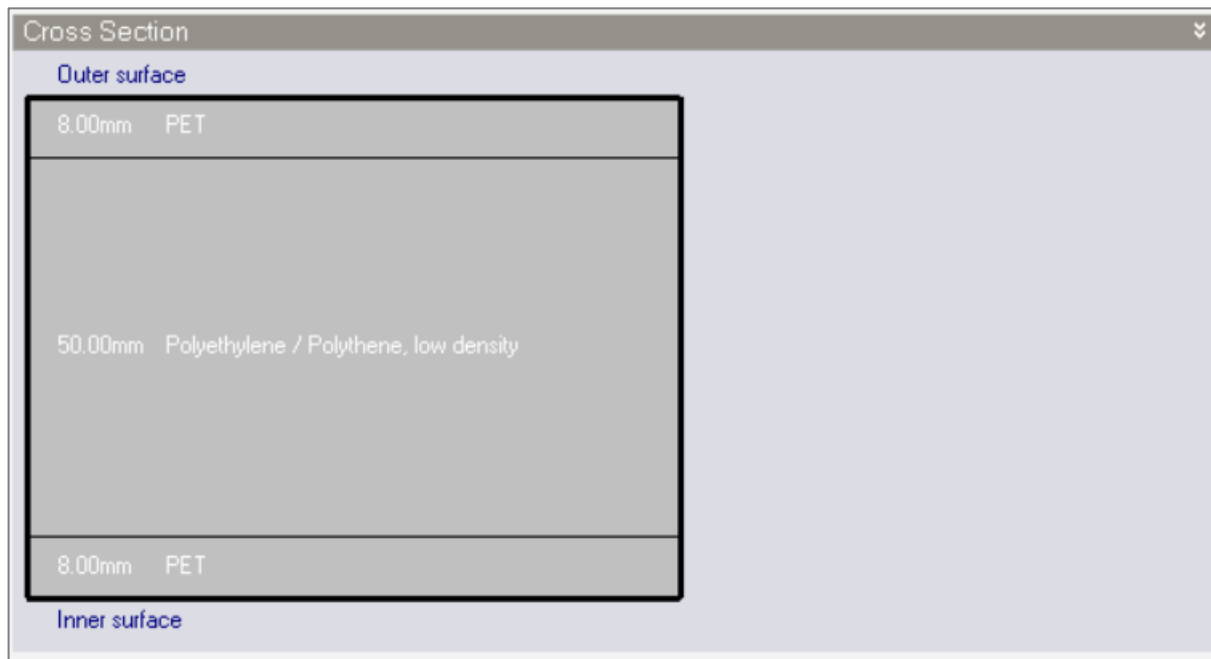 Cross Section
Outer surface
8.00mm PET
50.00mm Polyethylene / Polythene, low density
8.00mm PET
Inner surface